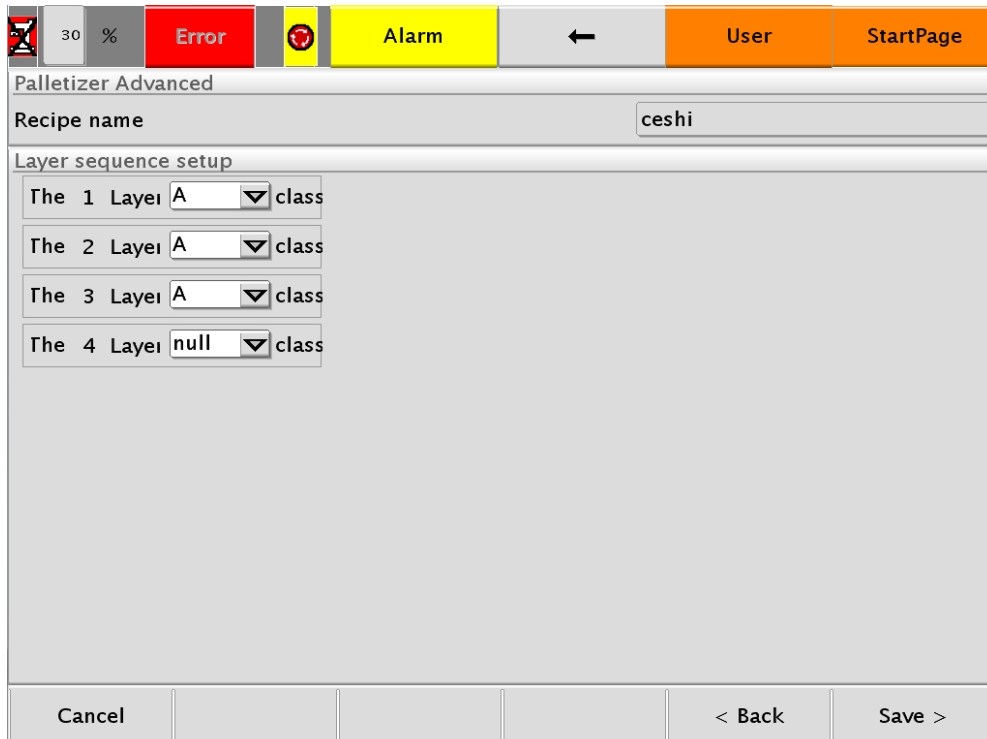 30 % Error Alarm User StartPage
Palletizer Advanced
Recipe name ceshi
Layer sequence setup
The 1 Layer A class
The 2 Layer A class
The 3 Layer A class
The 4 Layer null class
Cancel < Back Save >